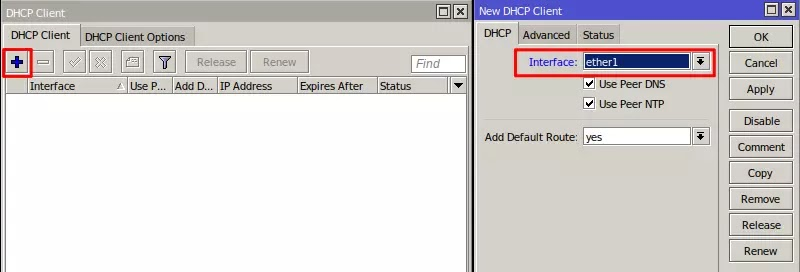 DHCP Client
DHCP Client
DHCP Client Options
Release
Renew
Find
Interface
Use P...
Add D...
IP Address
Expires After
Status
New DHCP Client
DHCP
Advanced
Status
Interface:
ether1
Use Peer DNS
Use Peer NTP
Add Default Route:
yes
OK
Cancel
Apply
Disable
Comment
Copy
Remove
Release
Renew